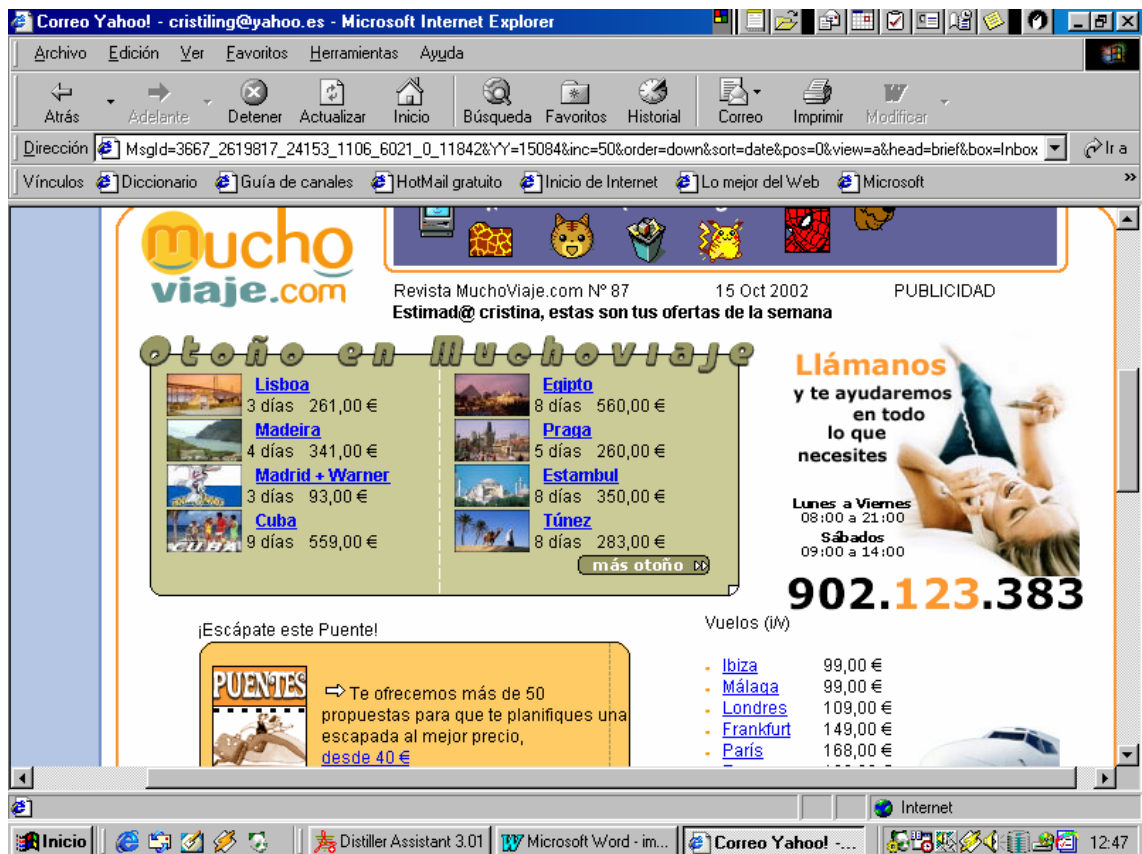 Correo Yahoo! - cristiling@yahoo.es - Microsoft Internet Explorer
Archivo Edición Ver Favoritos Herramientas Ayuda
Atrás Adelante Detener Actualizar Inicio Búsqueda Favoritos Historial Correo Imprimir Modificar
Dirección MsgId=3667_2619817_24153_1106_6021_0_11842&YY=15084&inc=50&order=down&sort=date&pos=0&view=a&head=brief&box=Inbox Ir a
Vínculos Diccionario Guía de canales HotMail gratuito Inicio de Internet Lo mejor del Web Microsoft »
mucho
viaje.com
Revista MuchoViaje.com Nº 87 15 Oct 2002 PUBLICIDAD
Estimad@ cristina, estas son tus ofertas de la semana
Otoño en Muchoviaje
Lisboa
3 días 261,00 €
Madeira
4 días 341,00 €
Madrid + Warner
3 días 93,00 €
Cuba
9 días 559,00 €
CUBA
Egipto
8 días 560,00 €
Praga
5 días 260,00 €
Estambul
8 días 350,00 €
Túnez
8 días 283,00 €
más otoño
Llámanos
y te ayudaremos
en todo
lo que
necesites
Lunes a Viernes
08:00 a 21:00
Sábados
09:00 a 14:00
902.123.383
¡Escápate este Puente!
PUENTES
Te ofrecemos más de 50
propuestas para que te planifiques una
escapada al mejor precio,
desde 40 €
Vuelos (i/v)
Ibiza 99,00 €
Málaga 99,00 €
Londres 109,00 €
Frankfurt 149,00 €
París 168,00 €
Internet
Inicio Distiller Assistant 3.01 Microsoft Word - im... Correo Yahoo! -... 12:47